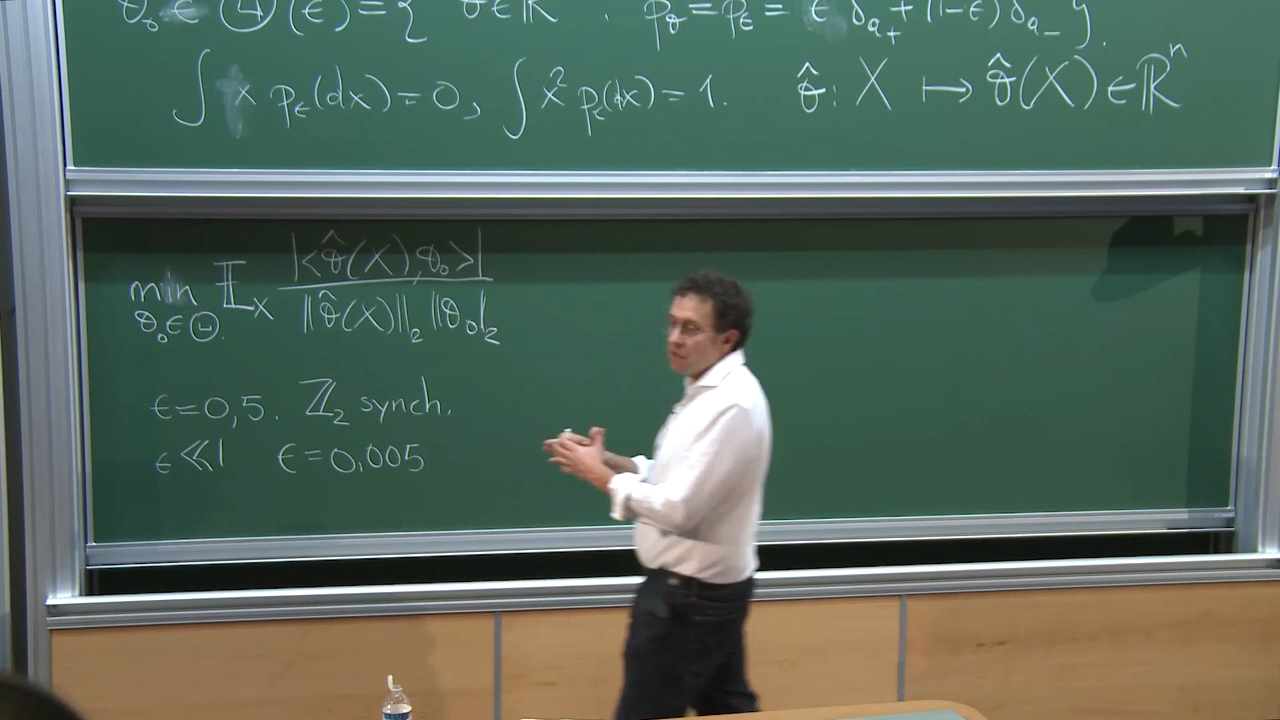 θ₀ ∈ Θ(ε) = { θ ∈ ℝ : p_θ = p_ε = ε δ_{a₊} + (1-ε) δ_{a₋} }.
∫ x p_ε(dx) = 0, ∫ x² p_ε(dx) = 1. θ̂ : X ↦ θ̂(X) ∈ ℝⁿ
min_{θ₀∈Θ} 𝔼_X |<θ̂(X), θ₀>| / ‖θ̂(X)‖₂ ‖θ₀‖₂
ε = 0,5. ℤ₂ synch.
ε ≪ 1 ε = 0,005